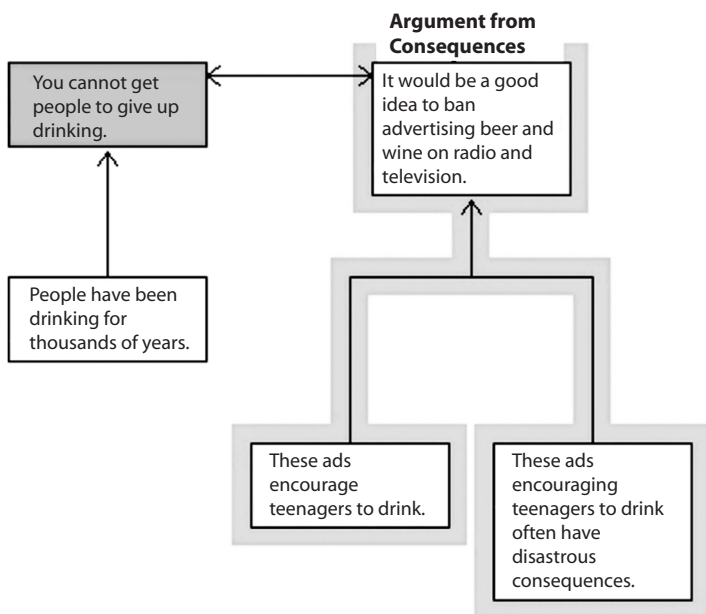 Argument from
Consequences
You cannot get
people to give up
drinking.
It would be a good
idea to ban
advertising beer and
wine on radio and
television.
People have been
drinking for
thousands of years.
These ads
encourage
teenagers to drink.
These ads
encouraging
teenagers to drink
often have
disastrous
consequences.